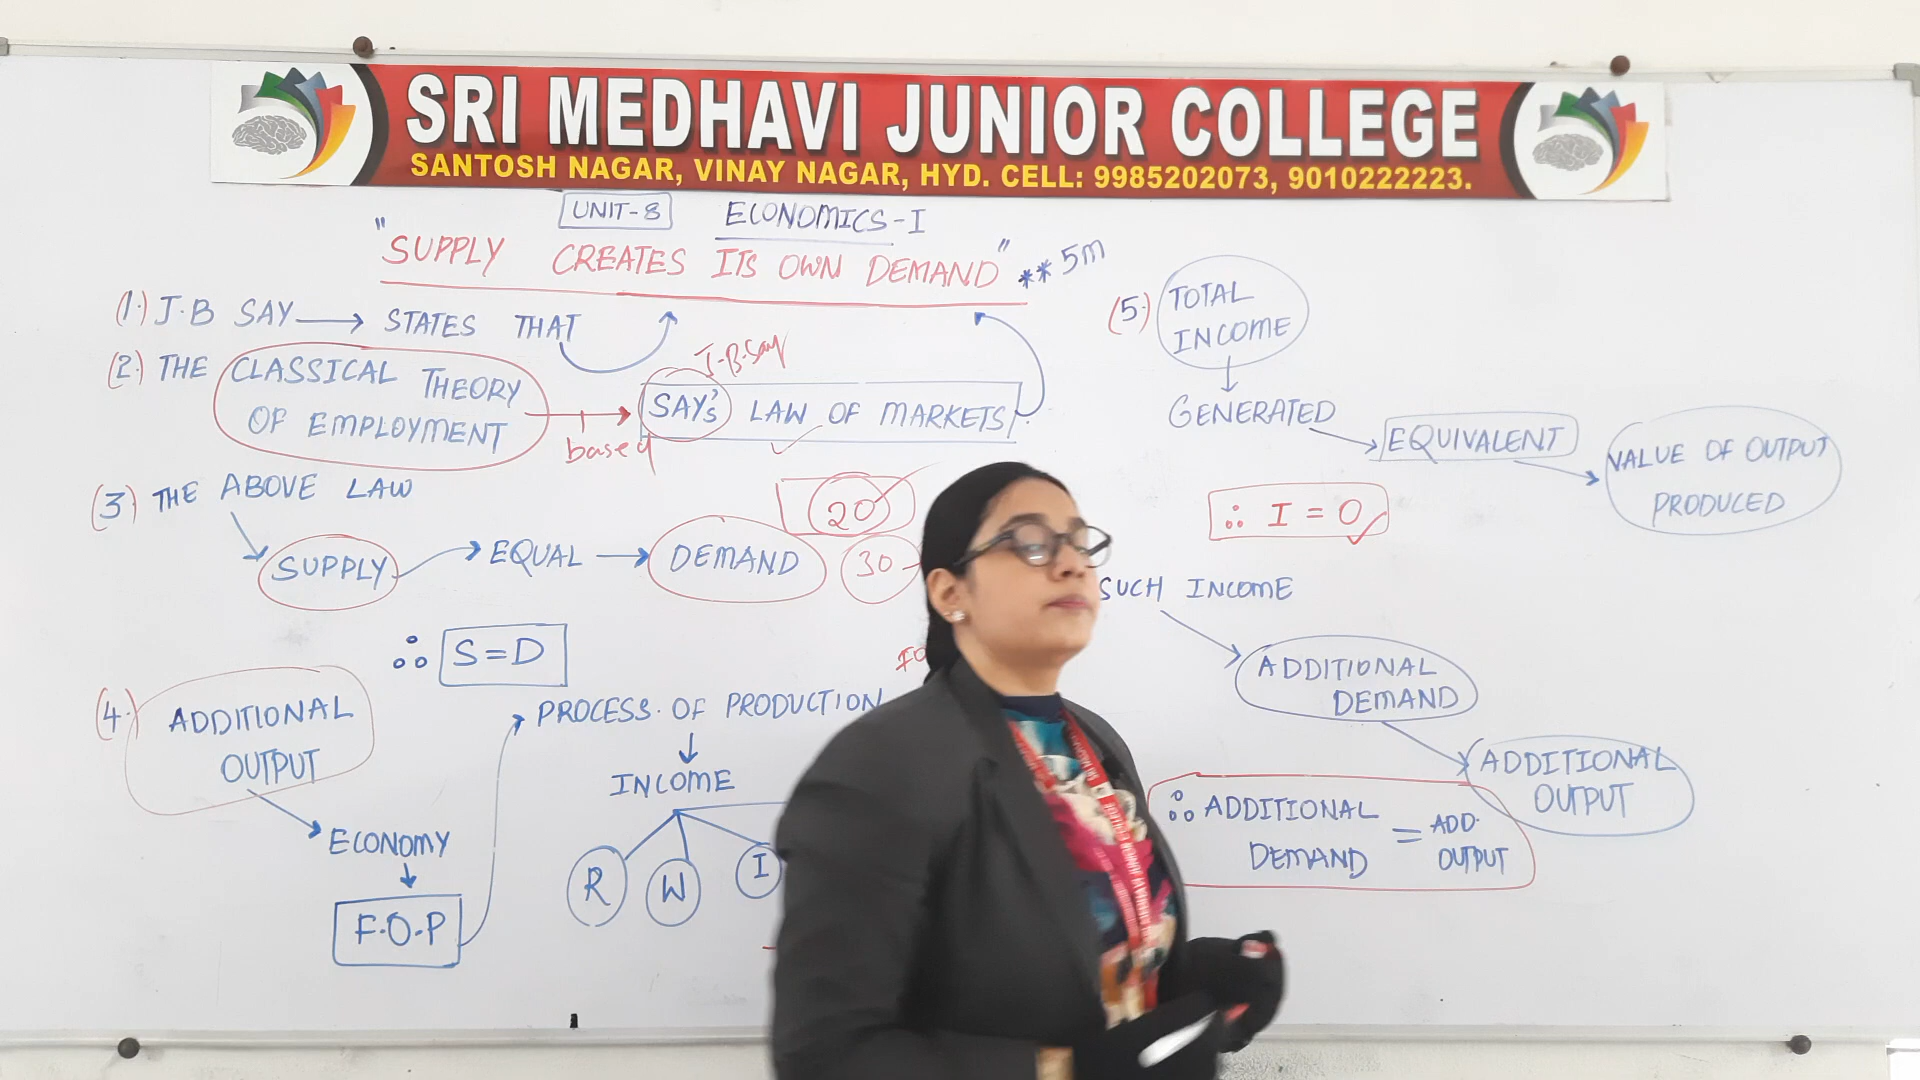 SRI MEDHAVI JUNIOR COLLEGE
SANTOSH NAGAR, VINAY NAGAR, HYD. CELL: 9985202073, 9010222223.
UNIT-8 ECONOMICS-I
"SUPPLY CREATES ITS OWN DEMAND" ** 5m
(1.) J.B SAY → STATES THAT
J-B-Say
(2.) THE CLASSICAL THEORY
OF EMPLOYMENT
based
SAY's LAW OF MARKETS
(3) THE ABOVE LAW
20
SUPPLY → EQUAL → DEMAND
30
∴ S=D
(4.) ADDITIONAL
OUTPUT
ECONOMY
F.O.P
PROCESS. OF PRODUCTION
INCOME
R W I
(5.) TOTAL
INCOME
GENERATED
EQUIVALENT
VALUE OF OUTPUT
PRODUCED
∴ I = O
SUCH INCOME
ADDITIONAL
DEMAND
ADDITIONAL
OUTPUT
∴ ADDITIONAL
DEMAND = ADD.
OUTPUT